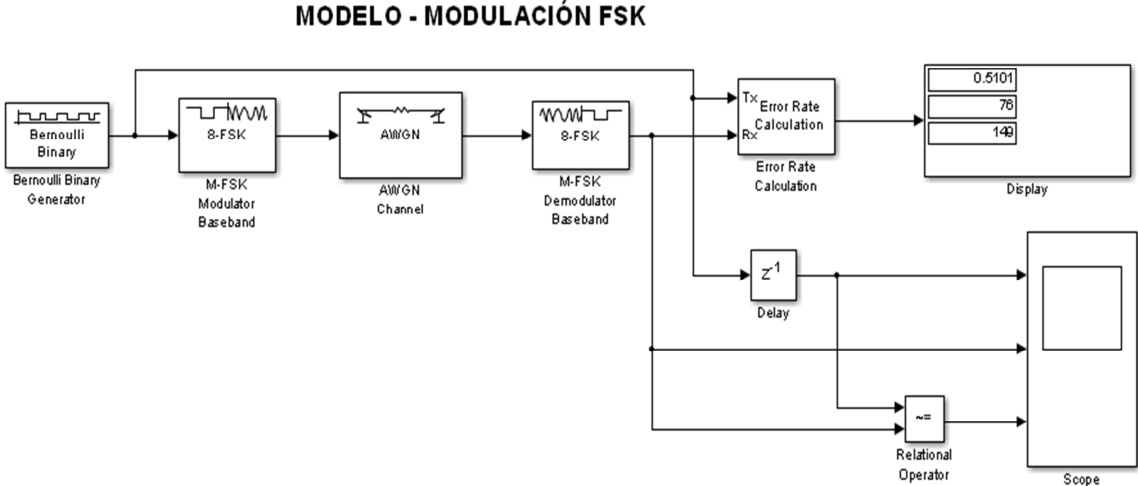 MODELO - MODULACIÓN FSK
Bernoulli
Binary
Bernoulli Binary
Generator
8-FSK
M-FSK
Modulator
Baseband
AWGN
AWGN
Channel
8-FSK
M-FSK
Demodulator
Baseband
Tx
Rx
Error Rate
Calculation
Error Rate
Calculation
0.5101
76
149
Display
Z-1
Delay
~=
Relational
Operator
Scope